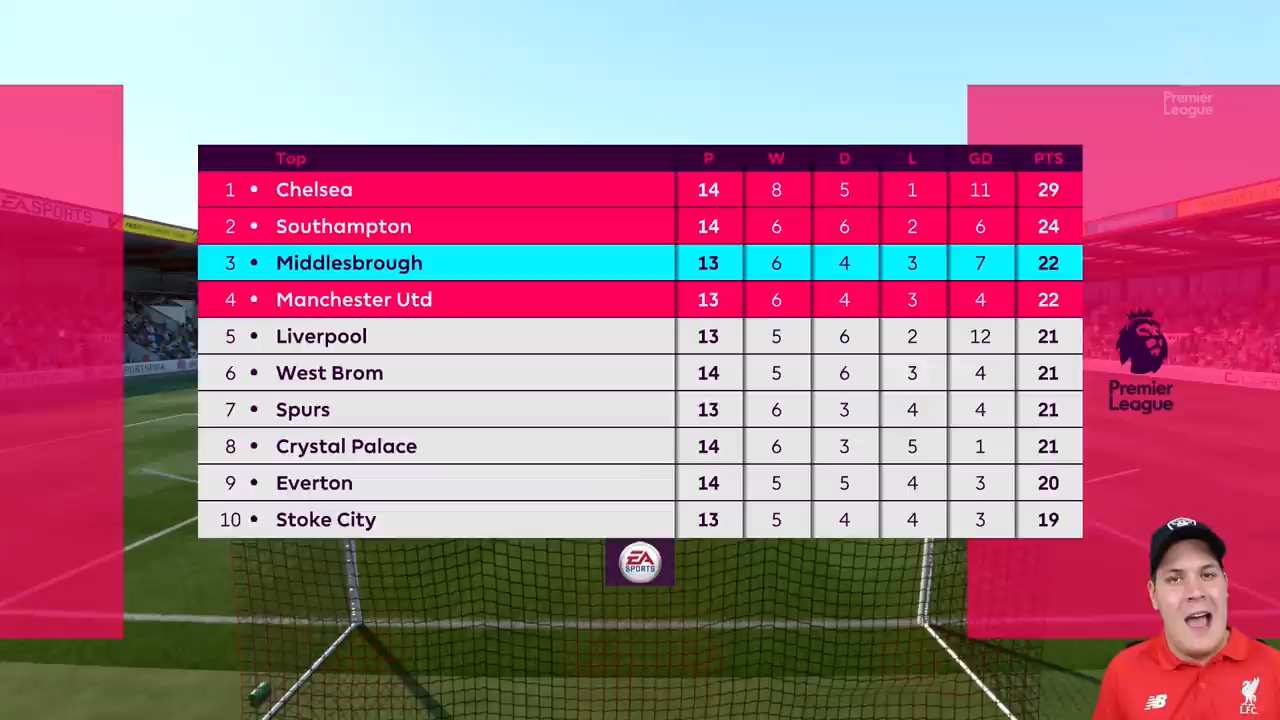 Premier
League
Top P W D L GD PTS
1 • Chelsea 14 8 5 1 11 29
2 • Southampton 14 6 6 2 6 24
3 • Middlesbrough 13 6 4 3 7 22
4 • Manchester Utd 13 6 4 3 4 22
5 • Liverpool 13 5 6 2 12 21
6 • West Brom 14 5 6 3 4 21
7 • Spurs 13 6 3 4 4 21
8 • Crystal Palace 14 6 3 5 1 21
9 • Everton 14 5 5 4 3 20
10 • Stoke City 13 5 4 4 3 19
EA SPORTS
Premier
League
EA
SPORTS
NB
L.F.C.